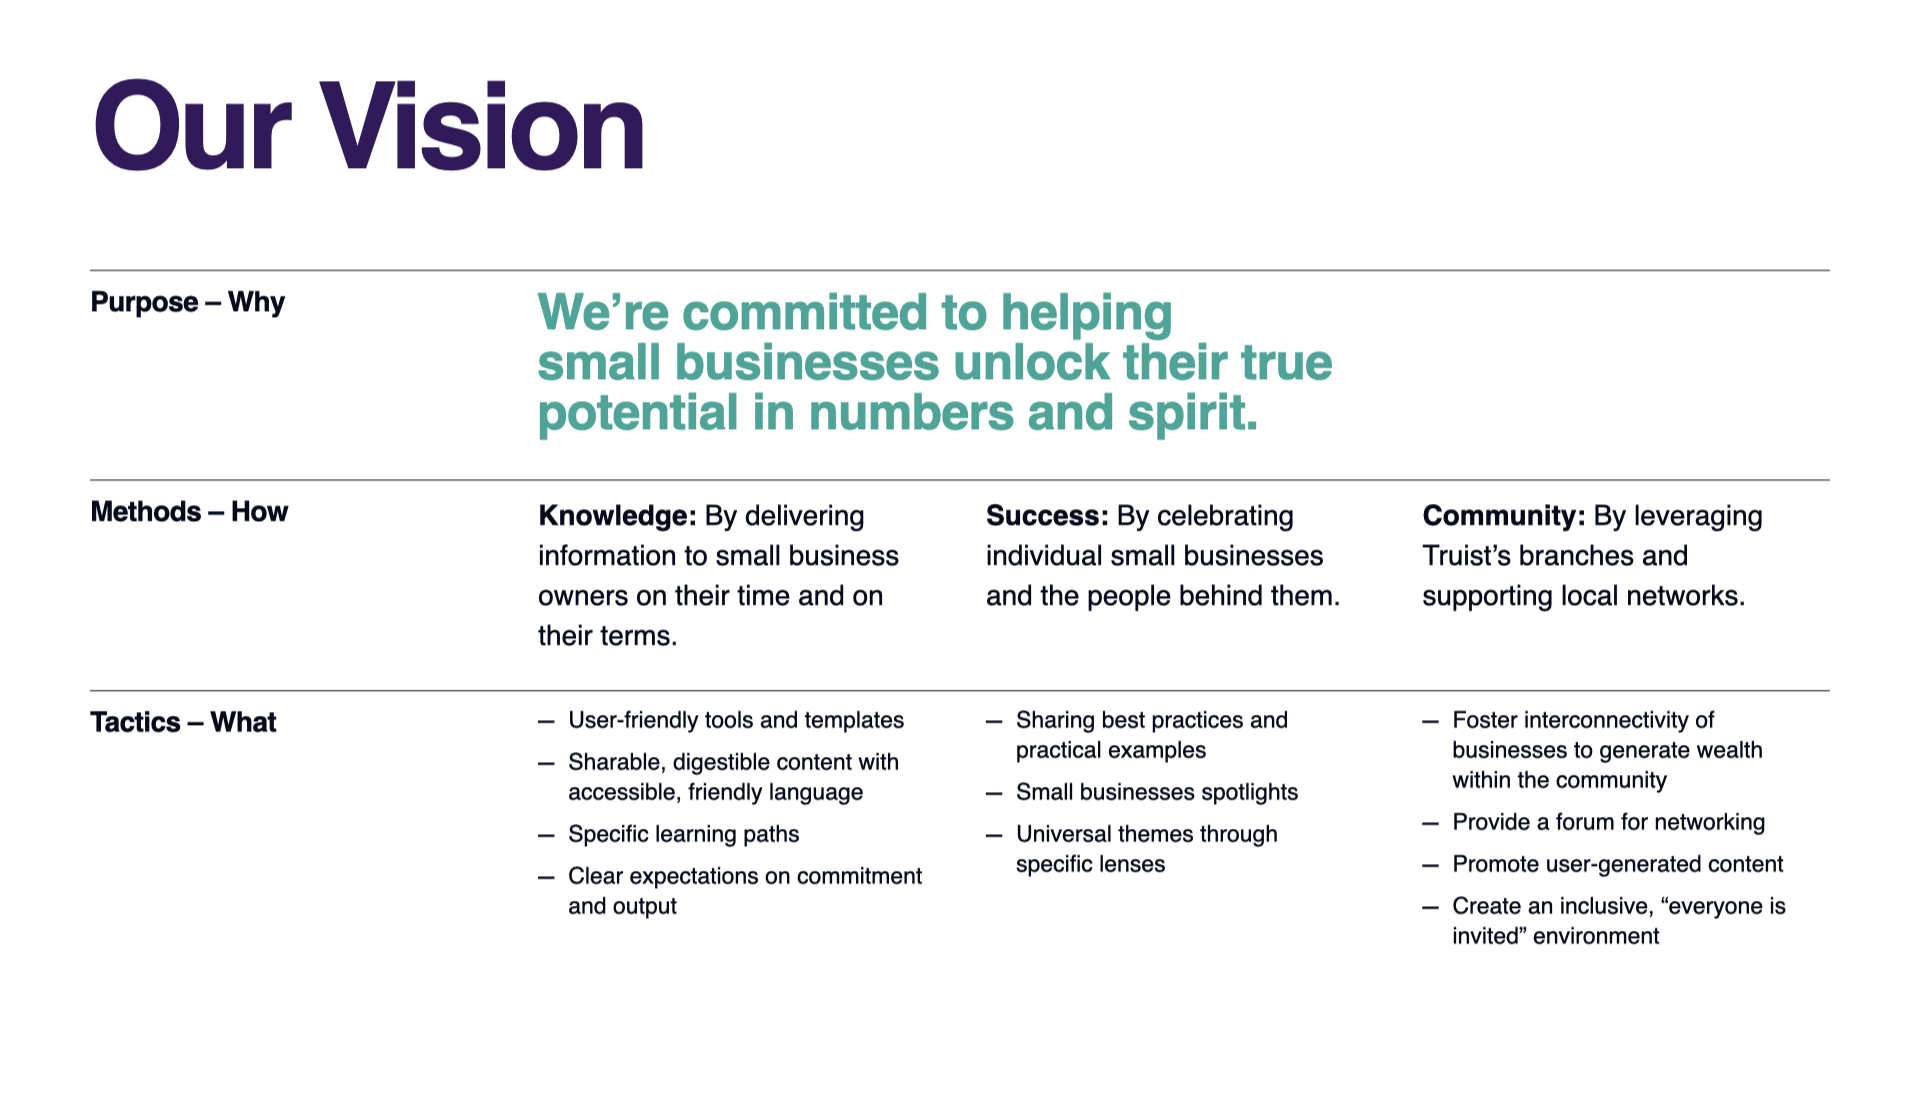 Our Vision
Purpose – Why
We’re committed to helping
small businesses unlock their true
potential in numbers and spirit.
Methods – How
Knowledge: By delivering
information to small business
owners on their time and on
their terms.
Success: By celebrating
individual small businesses
and the people behind them.
Community: By leveraging
Truist’s branches and
supporting local networks.
Tactics – What
– User-friendly tools and templates
– Sharable, digestible content with
accessible, friendly language
– Specific learning paths
– Clear expectations on commitment
and output
– Sharing best practices and
practical examples
– Small businesses spotlights
– Universal themes through
specific lenses
– Foster interconnectivity of
businesses to generate wealth
within the community
– Provide a forum for networking
– Promote user-generated content
– Create an inclusive, “everyone is
invited” environment